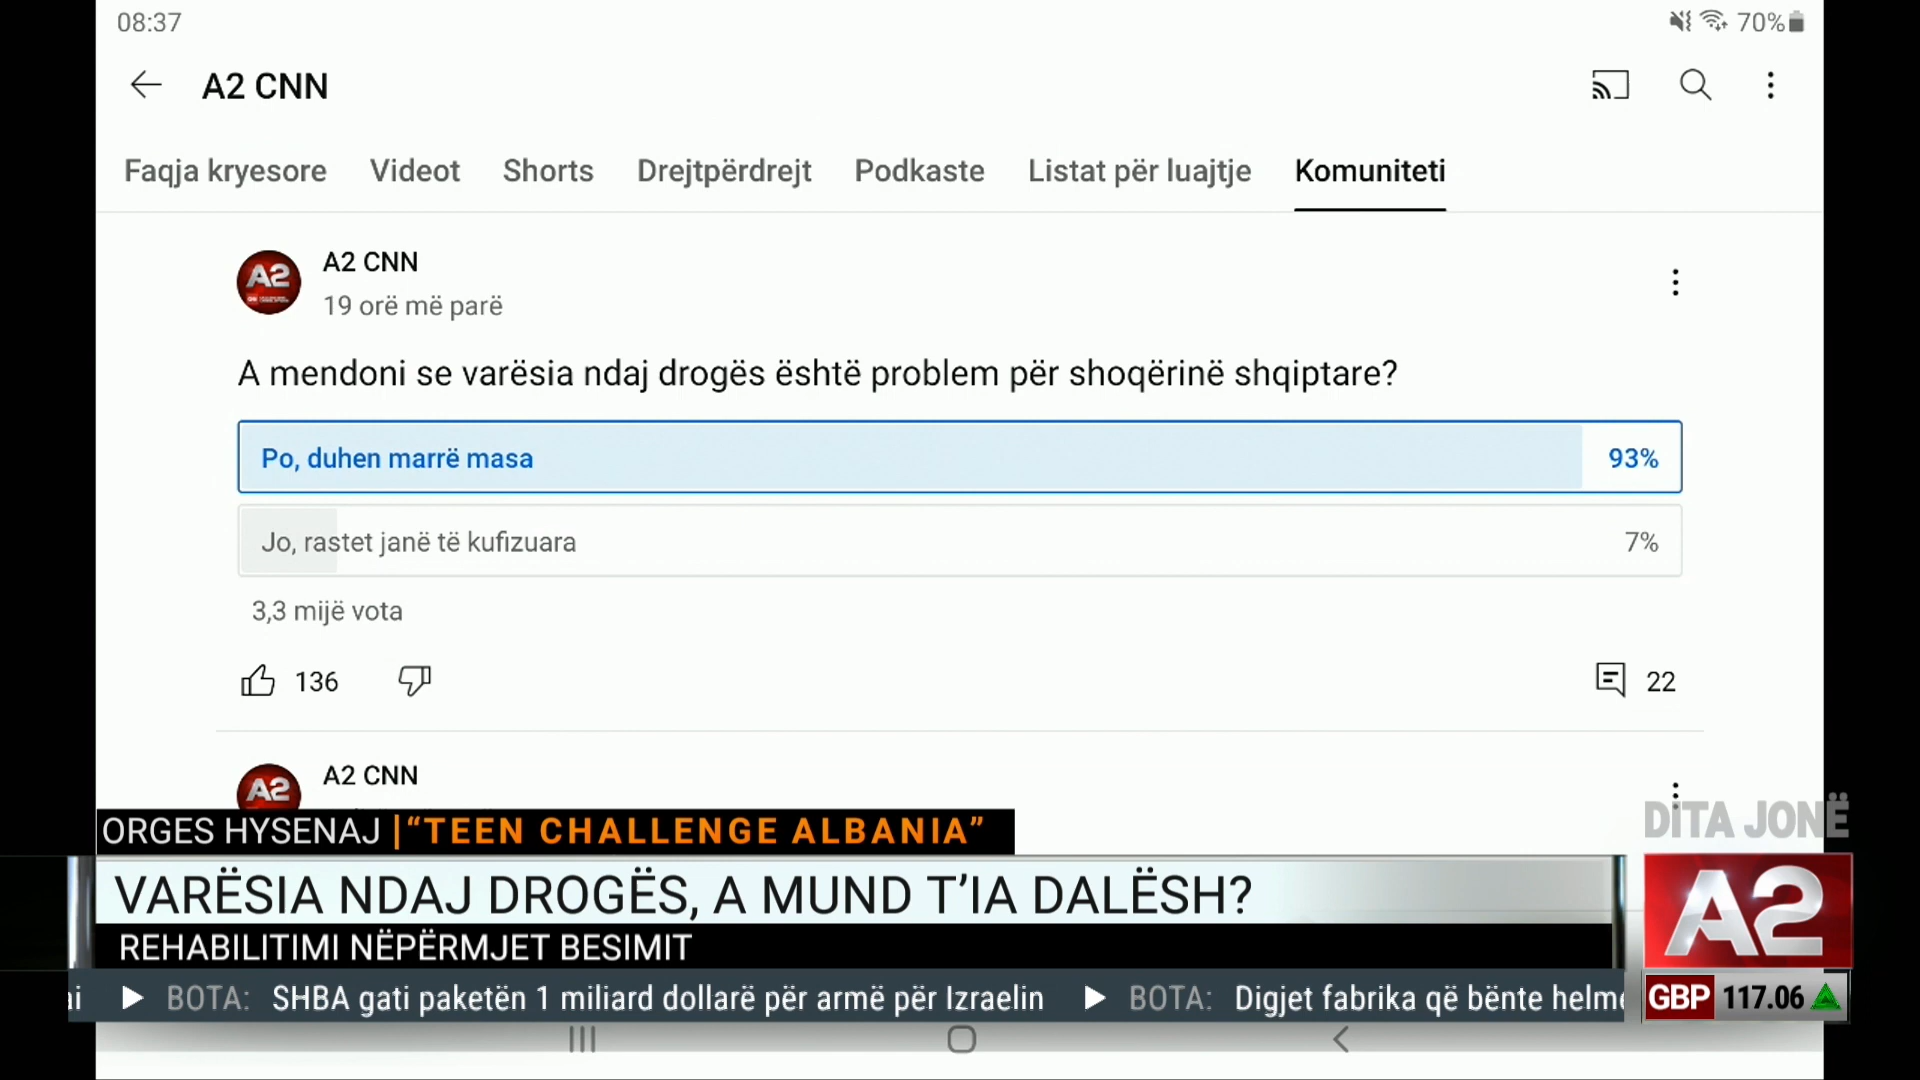 08:37
70%
A2 CNN
Faqja kryesore Videot Shorts Drejtpërdrejt Podkaste Listat për luajtje Komuniteti
A2 CNN
19 orë më parë
A mendoni se varësia ndaj drogës është problem për shoqërinë shqiptare?
Po, duhen marrë masa 93%
Jo, rastet janë të kufizuara 7%
3,3 mijë vota
136 22
A2 CNN
DITA JONË
ORGES HYSENAJ | “TEEN CHALLENGE ALBANIA”
VARËSIA NDAJ DROGËS, A MUND T’IA DALËSH?
REHABILITIMI NËPËRMJET BESIMIT
A2
BOTA: SHBA gati paketën 1 miliard dollarë për armë për Izraelin BOTA: Digjet fabrika që bënte
GBP 117.06